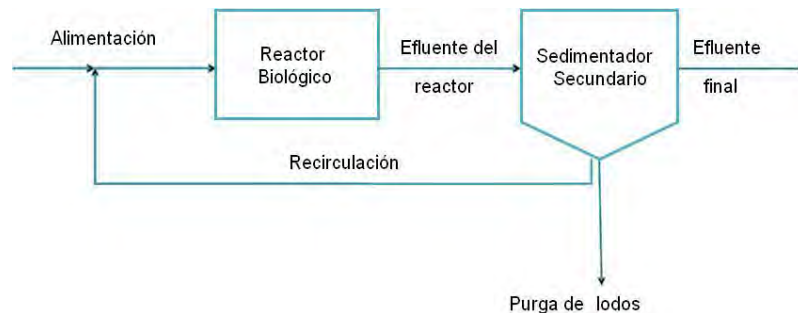 Alimentación
Reactor
Biológico
Efluente del
reactor
Sedimentador
Secundario
Efluente
final
Recirculación
Purga de lodos